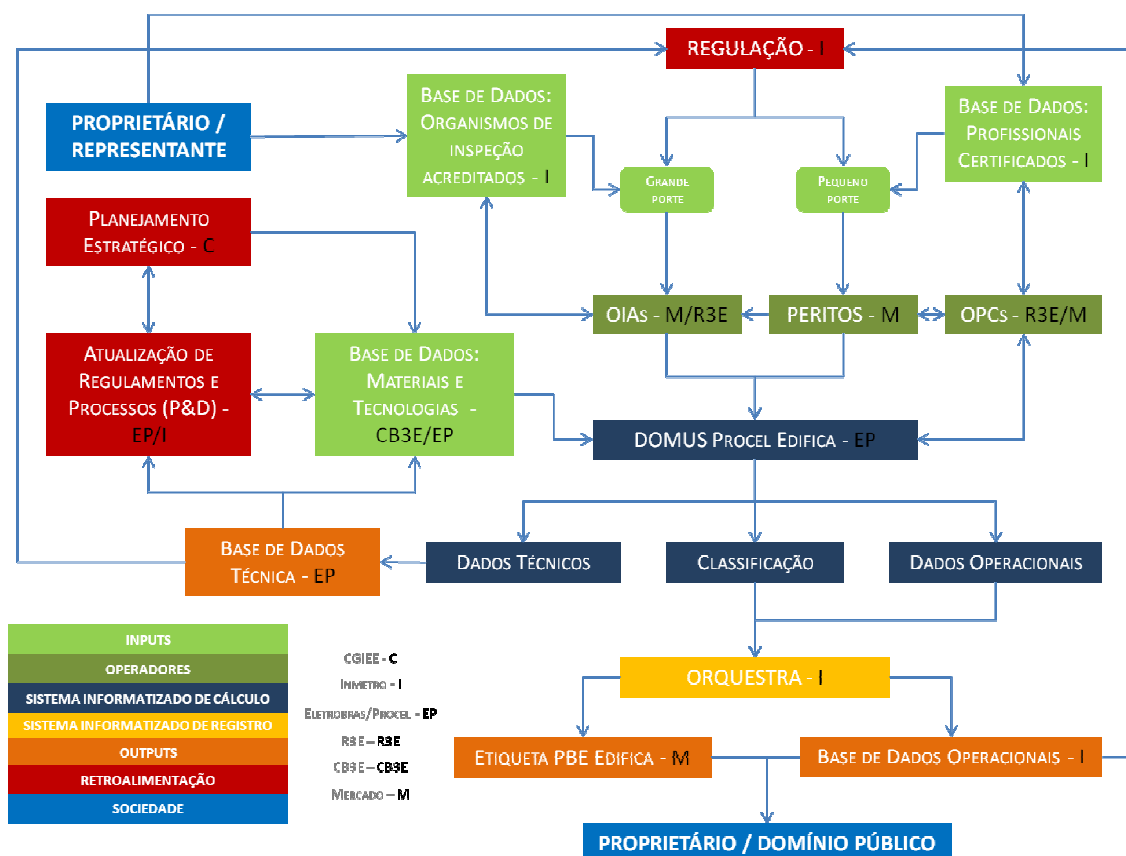 REGULAÇÃO - I
PROPRIETÁRIO /
REPRESENTANTE
BASE DE DADOS:
ORGANISMOS DE
INSPEÇÃO
ACREDITADOS - I
BASE DE DADOS:
PROFISSIONAIS
CERTIFICADOS - I
GRANDE
PORTE
PEQUENO
PORTE
PLANEJAMENTO
ESTRATÉGICO - C
OIAs - M/R3E
PERITOS - M
OPCs - R3E/M
ATUALIZAÇÃO DE
REGULAMENTOS E
PROCESSOS (P&D) -
EP/I
BASE DE DADOS:
MATERIAIS E
TECNOLOGIAS -
CB3E/EP
DOMUS PROCEL EDIFICA - EP
BASE DE DADOS
TÉCNICA - EP
DADOS TÉCNICOS
CLASSIFICAÇÃO
DADOS OPERACIONAIS
ORQUESTRA - I
ETIQUETA PBE EDIFICA - M
BASE DE DADOS OPERACIONAIS - I
PROPRIETÁRIO / DOMÍNIO PÚBLICO
INPUTS
OPERADORES
SISTEMA INFORMATIZADO DE CÁLCULO
SISTEMA INFORMATIZADO DE REGISTRO
OUTPUTS
RETROALIMENTAÇÃO
SOCIEDADE
CGIEE - C
INMETRO - I
ELETROBRAS/PROCEL - EP
R3E – R3E
CB3E – CB3E
MERCADO – M